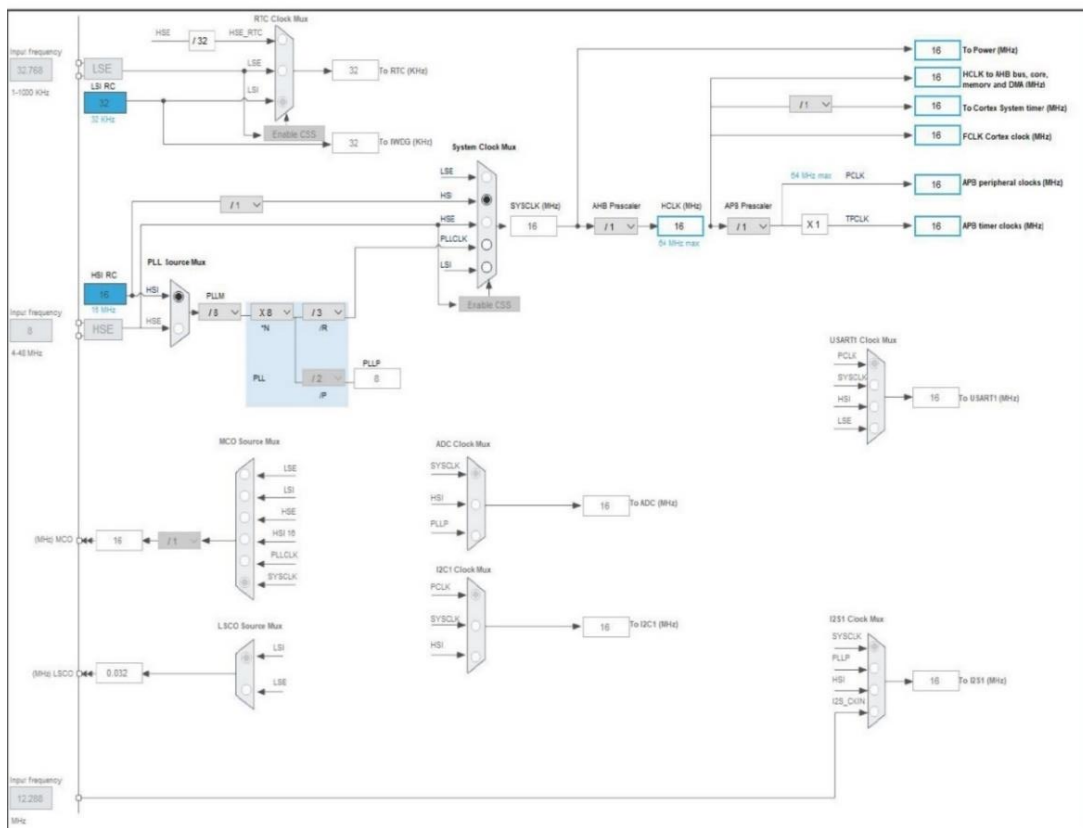 RTC Clock Mux
HSE
/ 32
HSE_RTC
Input frequency
32.768
1-1000 KHz
LSE
LSE
32
To RTC (KHz)
LSI RC
32
32 KHz
LSI
Enable CSS
32
To IWDG (KHz)
16
To Power (MHz)
16
HCLK to AHB bus, core,
memory and DMA (MHz)
/ 1
16
To Cortex System timer (MHz)
16
FCLK Cortex clock (MHz)
System Clock Mux
LSE
HSI
/ 1
HSE
PLLCLK
LSI
Enable CSS
SYSCLK (MHz)
16
AHB Prescaler
/ 1
HCLK (MHz)
16
64 MHz max
APB Prescaler
/ 1
64 MHz max
PCLK
16
APB peripheral clocks (MHz)
X 1
TPCLK
16
APB timer clocks (MHz)
PLL Source Mux
HSI RC
16
16 MHz
HSI
HSE
Input frequency
8
4-48 MHz
HSE
PLLM
/ 8
X 8
*N
/ 3
/R
PLL
/ 2
/P
PLLP
8
USART1 Clock Mux
PCLK
SYSCLK
HSI
LSE
16
To USART1 (MHz)
MCO Source Mux
LSE
LSI
HSE
HSI 16
PLLCLK
SYSCLK
(MHz) MCO
16
/ 1
ADC Clock Mux
SYSCLK
HSI
PLLP
16
To ADC (MHz)
I2C1 Clock Mux
PCLK
SYSCLK
HSI
16
To I2C1 (MHz)
LSCO Source Mux
LSI
LSE
(MHz) LSCO
0.032
I2S1 Clock Mux
SYSCLK
PLLP
HSI
I2S_CKIN
16
To I2S1 (MHz)
Input frequency
12.288
MHz